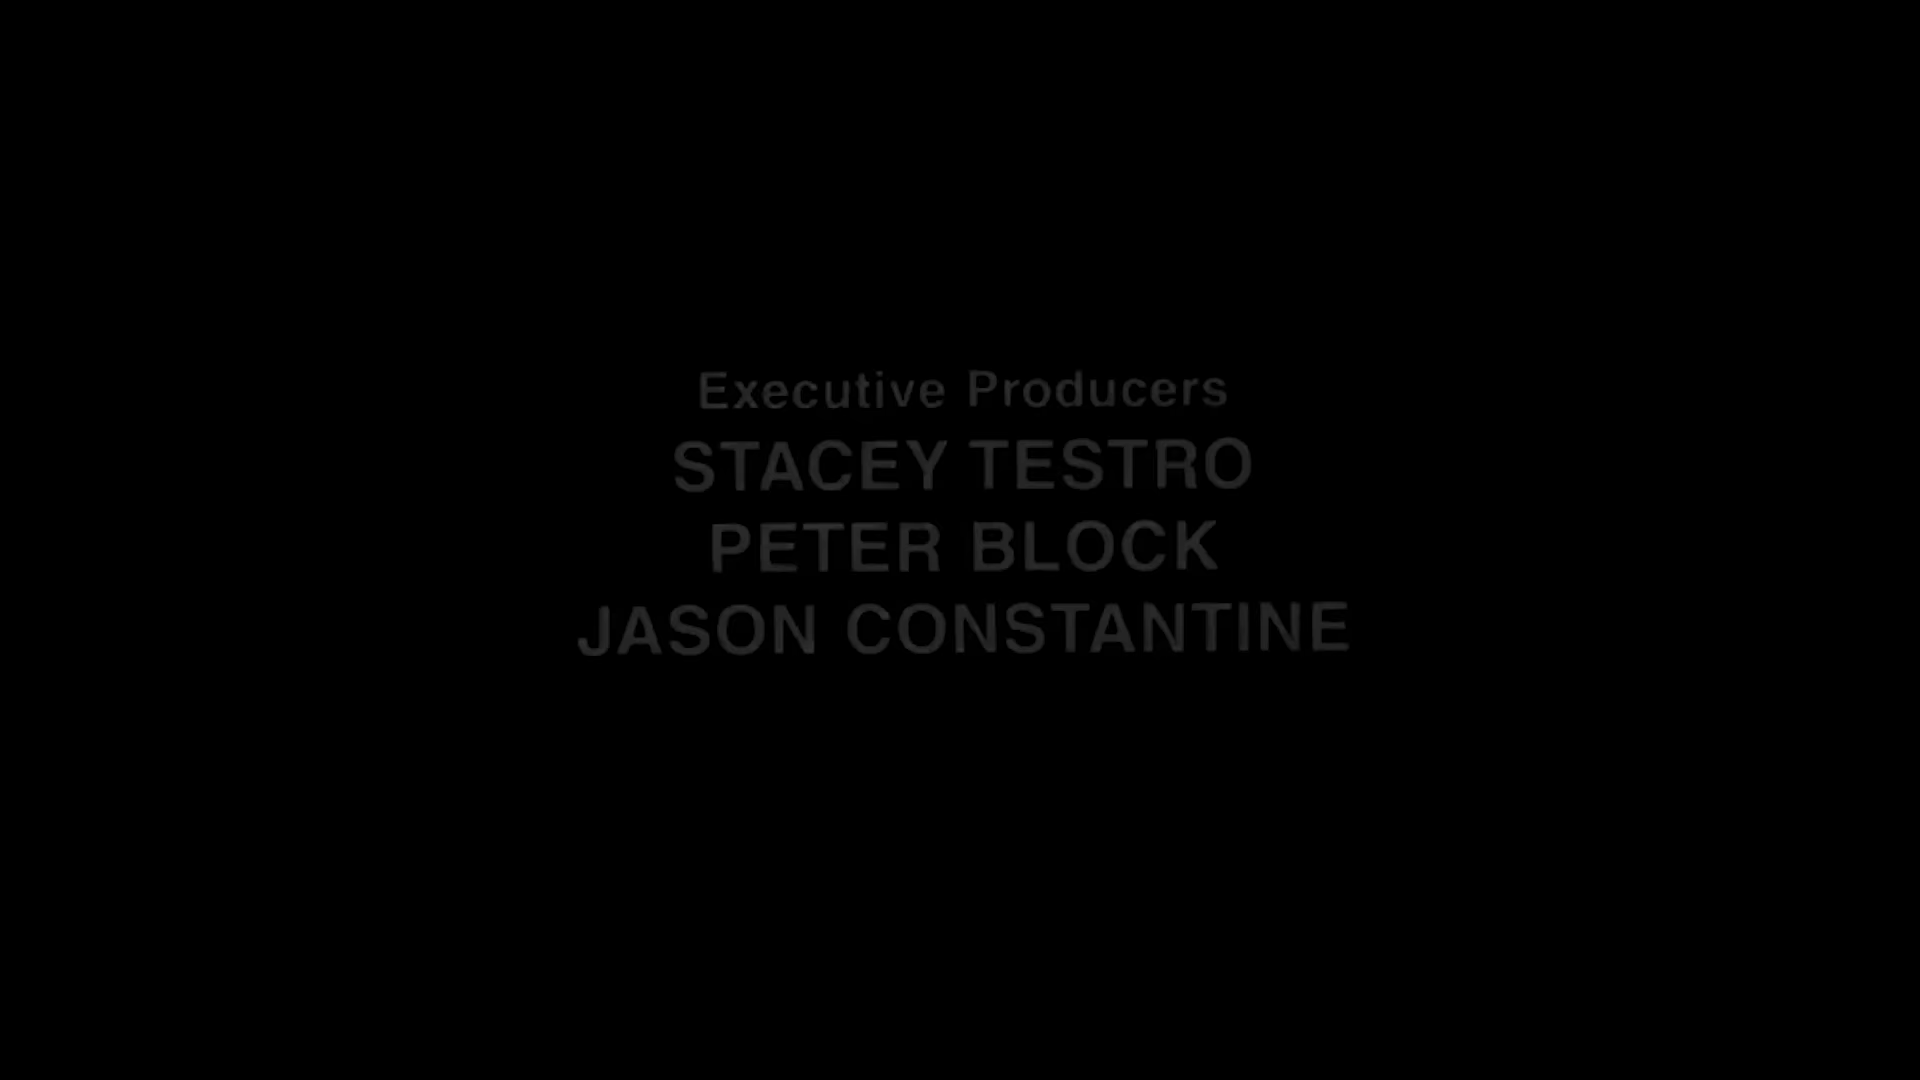 Executive Producers
STACEY TESTRO
PETER BLOCK
JASON CONSTANTINE